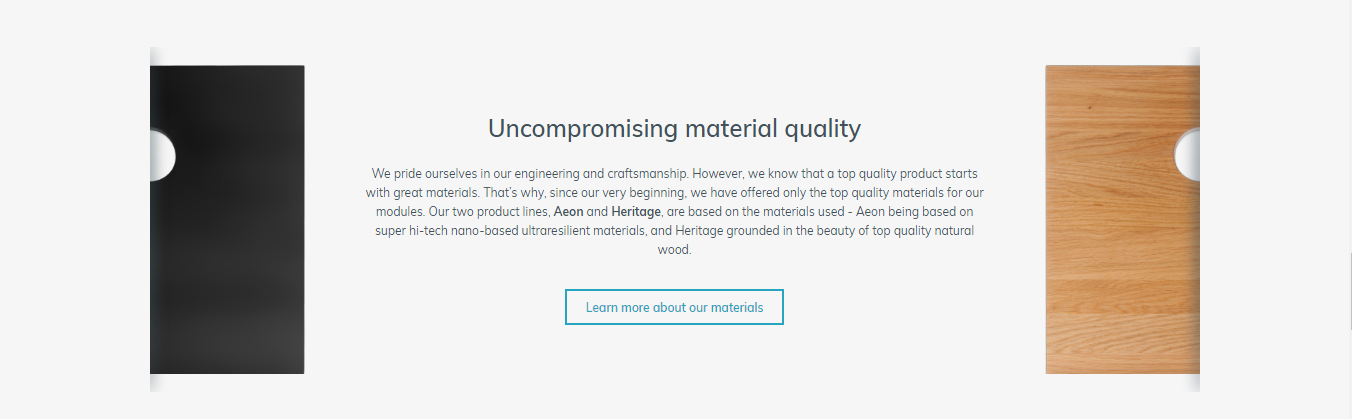 Uncompromising material quality
We pride ourselves in our engineering and craftsmanship. However, we know that a top quality product starts
with great materials. That's why, since our very beginning, we have offered only the top quality materials for our
modules. Our two product lines, Aeon and Heritage, are based on the materials used - Aeon being based on
super hi-tech nano-based ultraresilient materials, and Heritage grounded in the beauty of top quality natural
wood.
Learn more about our materials